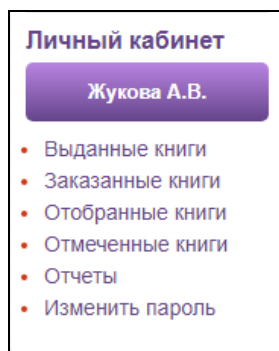 Личный кабинет
Жукова А.В.
Выданные книги
Заказанные книги
Отобранные книги
Отмеченные книги
Отчеты
Изменить пароль